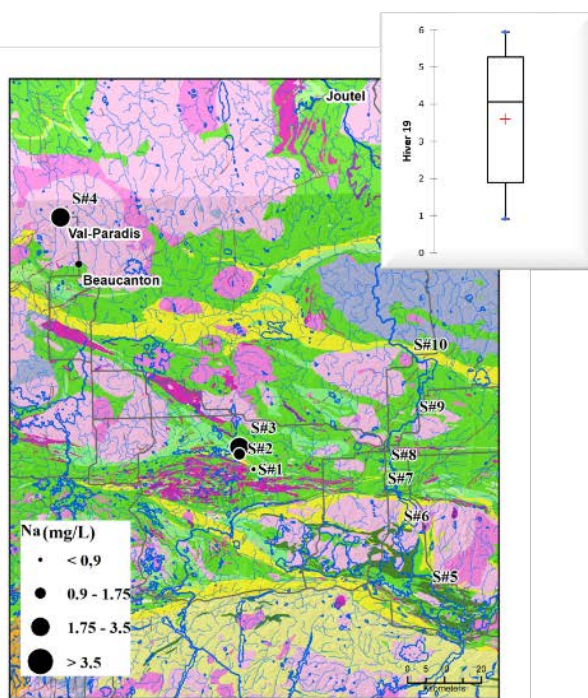 6
5
4
3
2
1
0
Hiver 19
Joutel
S#4
Val-Paradis
Beaucanton
S#10
S#9
S#3
S#2
S#8
S#1
S#7
S#6
S#5
Na(mg/L)
< 0,9
0.9 - 1.75
1.75 - 3.5
> 3.5
0 5 10 20
Kilometers